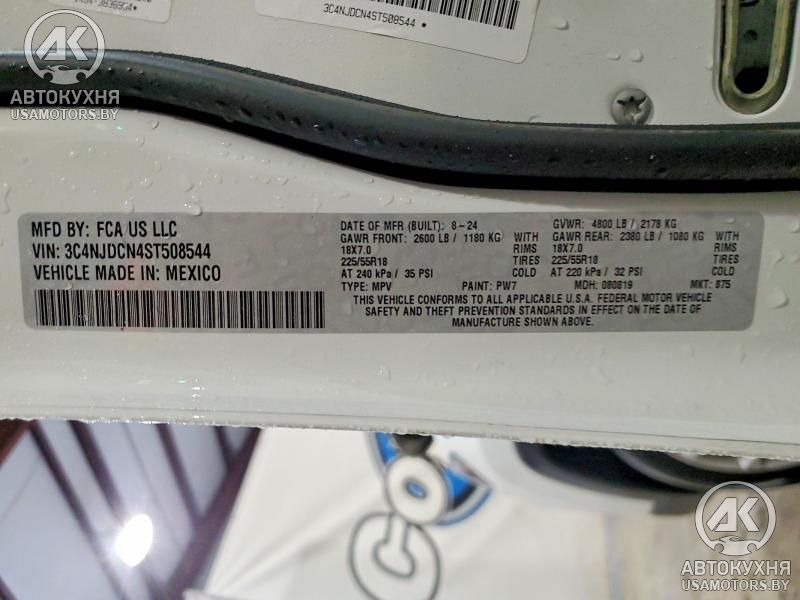 3C4NJDCN4ST508544
AK
АВТОКУХНЯ
USAMOTORS.BY
MFD BY: FCA US LLC
VIN: 3C4NJDCN4ST508544
VEHICLE MADE IN: MEXICO
DATE OF MFR (BUILT): 8-24
GVWR: 4800 LB / 2178 KG
GAWR FRONT: 2600 LB / 1180 KG WITH
GAWR REAR: 2380 LB / 1080 KG WITH
18X7.0 RIMS
18X7.0 RIMS
225/55R18 TIRES
225/55R18 TIRES
AT 240 kPa / 35 PSI COLD
AT 220 kPa / 32 PSI COLD
TYPE: MPV PAINT: PW7 MDH: 080819 MKT: 875
THIS VEHICLE CONFORMS TO ALL APPLICABLE U.S.A. FEDERAL MOTOR VEHICLE
SAFETY AND THEFT PREVENTION STANDARDS IN EFFECT ON THE DATE OF
MANUFACTURE SHOWN ABOVE.
AK
АВТОКУХНЯ
USAMOTORS.BY